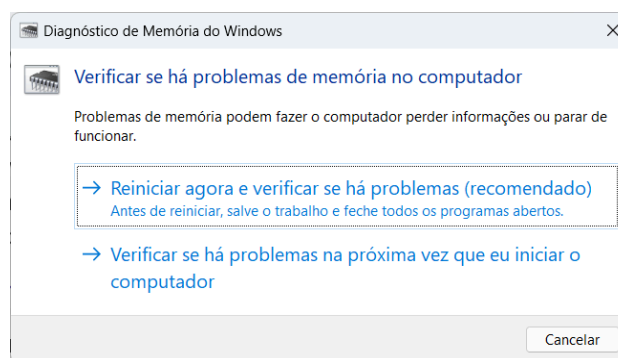 Diagnóstico de Memória do Windows
Verificar se há problemas de memória no computador
Problemas de memória podem fazer o computador perder informações ou parar de
funcionar.
Reiniciar agora e verificar se há problemas (recomendado)
Antes de reiniciar, salve o trabalho e feche todos os programas abertos.
Verificar se há problemas na próxima vez que eu iniciar o
computador
Cancelar